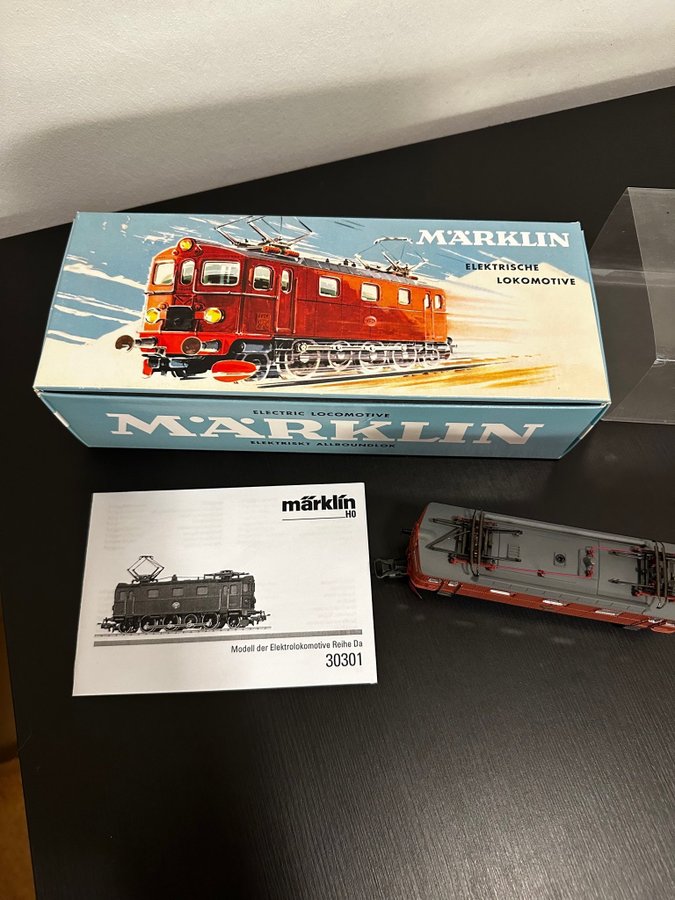 MÄRKLIN
ELEKTRISCHE
LOKOMOTIVE
ELECTRIC LOCOMOTIVE
MÄRKLIN
ELEKTRISKT ALLROUNDLOK
märklin
H0
Modell der Elektrolokomotive Reihe Da
30301